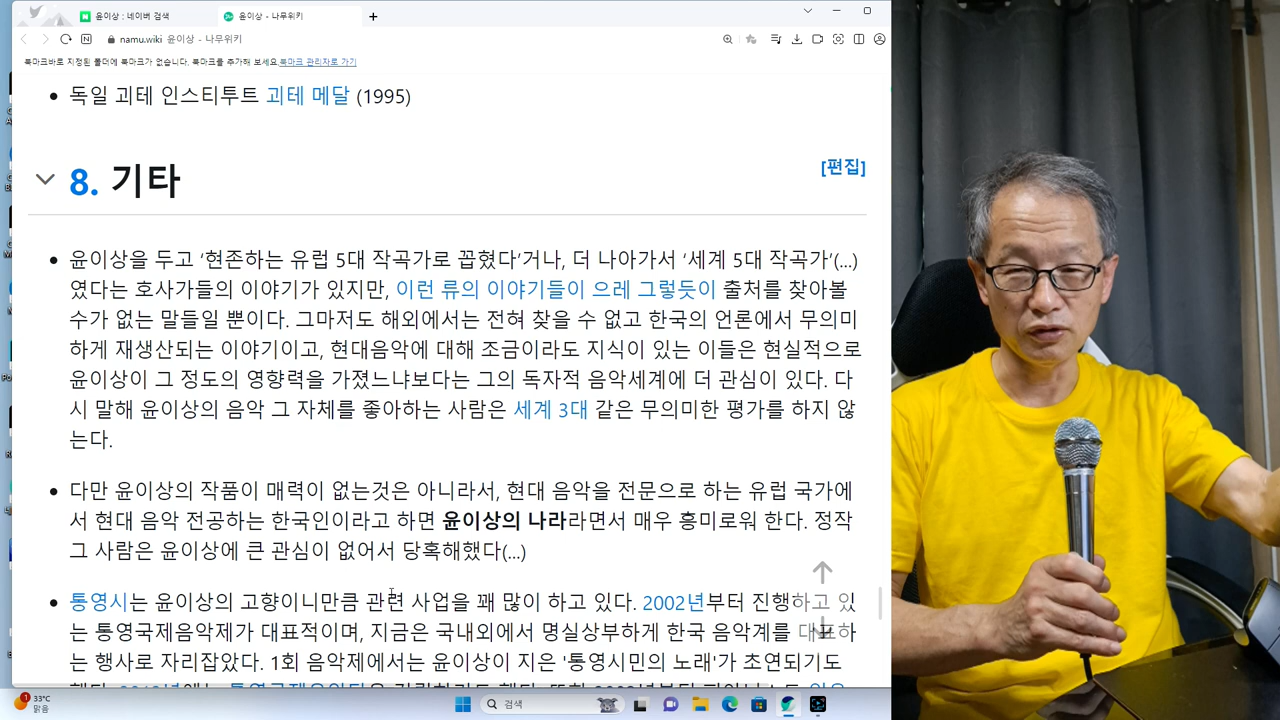 윤이상 : 네이버 검색
윤이상 - 나무위키
namu.wiki 윤이상 - 나무위키
북마크바로 지정된 폴더에 북마크가 없습니다. 북마크를 추가해 보세요.북마크 관리자로 가기
• 독일 괴테 인스티투트 괴테 메달 (1995)
8. 기타
[편집]
• 윤이상을 두고 ‘현존하는 유럽 5대 작곡가로 꼽혔다’거나, 더 나아가서 ‘세계 5대 작곡가’(...)
였다는 호사가들의 이야기가 있지만, 이런 류의 이야기들이 으레 그렇듯이 출처를 찾아볼
수가 없는 말들일 뿐이다. 그마저도 해외에서는 전혀 찾을 수 없고 한국의 언론에서 무의미
하게 재생산되는 이야기이고, 현대음악에 대해 조금이라도 지식이 있는 이들은 현실적으로
윤이상이 그 정도의 영향력을 가졌느냐보다는 그의 독자적 음악세계에 더 관심이 있다. 다
시 말해 윤이상의 음악 그 자체를 좋아하는 사람은 세계 3대 같은 무의미한 평가를 하지 않
는다.
• 다만 윤이상의 작품이 매력이 없는것은 아니라서, 현대 음악을 전문으로 하는 유럽 국가에
서 현대 음악 전공하는 한국인이라고 하면 윤이상의 나라라면서 매우 흥미로워 한다. 정작
그 사람은 윤이상에 큰 관심이 없어서 당혹해했다(...)
• 통영시는 윤이상의 고향이니만큼 관련 사업을 꽤 많이 하고 있다. 2002년부터 진행하고 있
는 통영국제음악제가 대표적이며, 지금은 국내외에서 명실상부하게 한국 음악계를 대표하
는 행사로 자리잡았다. 1회 음악제에서는 윤이상이 지은 '통영시민의 노래'가 초연되기도
33°C
맑음
검색